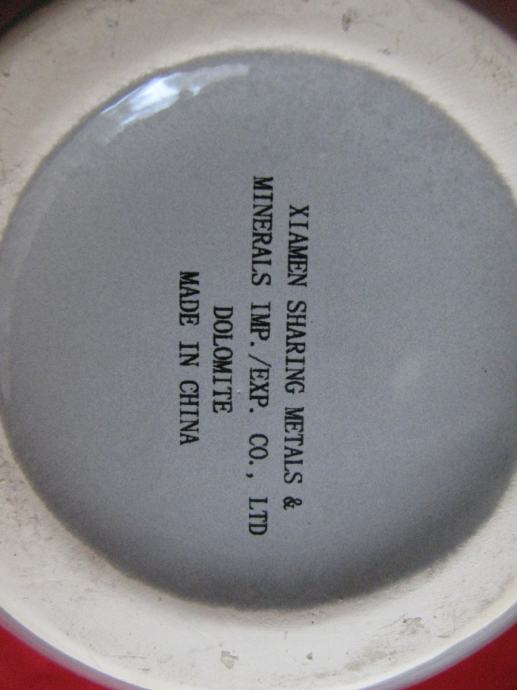 XIAMEN SHARING METALS &
MINERALS IMP./EXP. CO., LTD
DOLOMITE
MADE IN CHINA